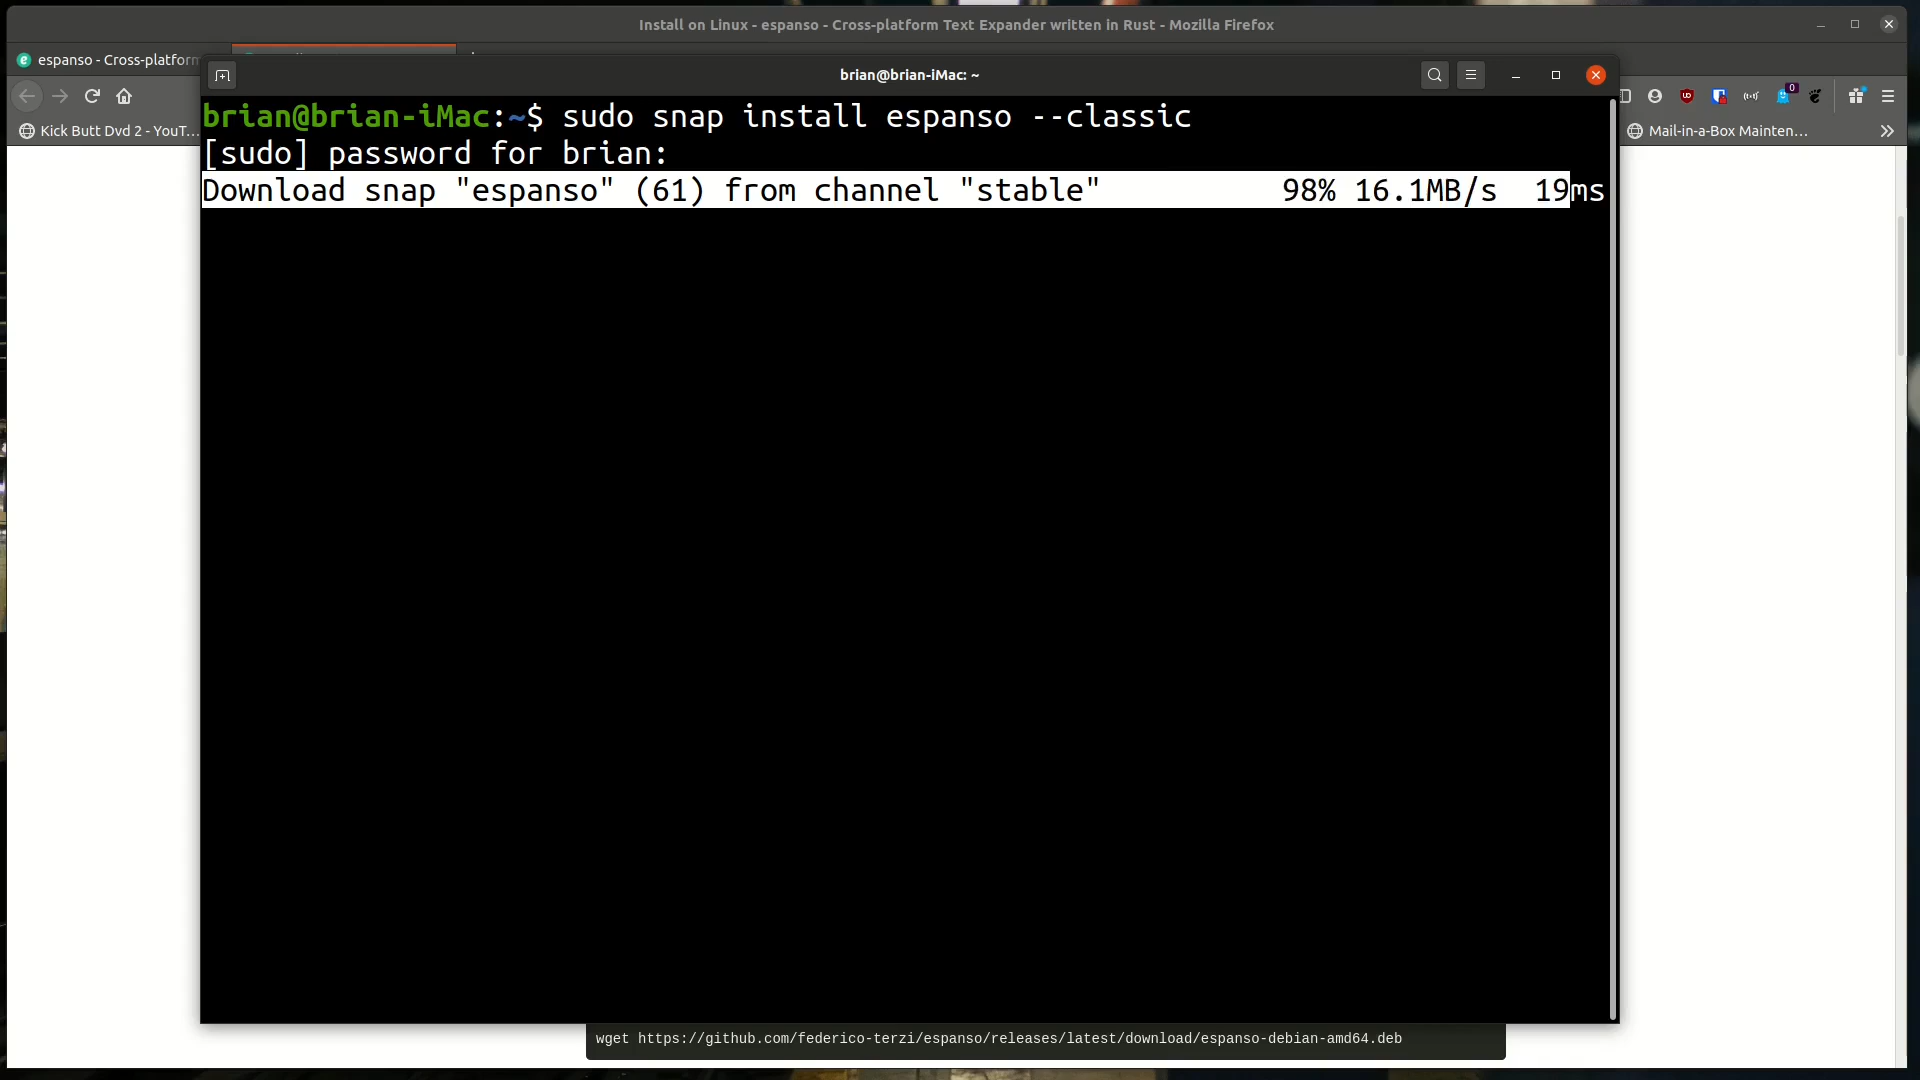 Install on Linux - espanso - Cross-platform Text Expander written in Rust - Mozilla Firefox
espanso - Cross-platform
brian@brian-iMac: ~
Kick Butt Dvd 2 - YouT…
Mail-in-a-Box Mainten…
brian@brian-iMac:~$ sudo snap install espanso --classic
[sudo] password for brian:
Download snap "espanso" (61) from channel "stable" 98% 16.1MB/s 19ms
wget https://github.com/federico-terzi/espanso/releases/latest/download/espanso-debian-amd64.deb